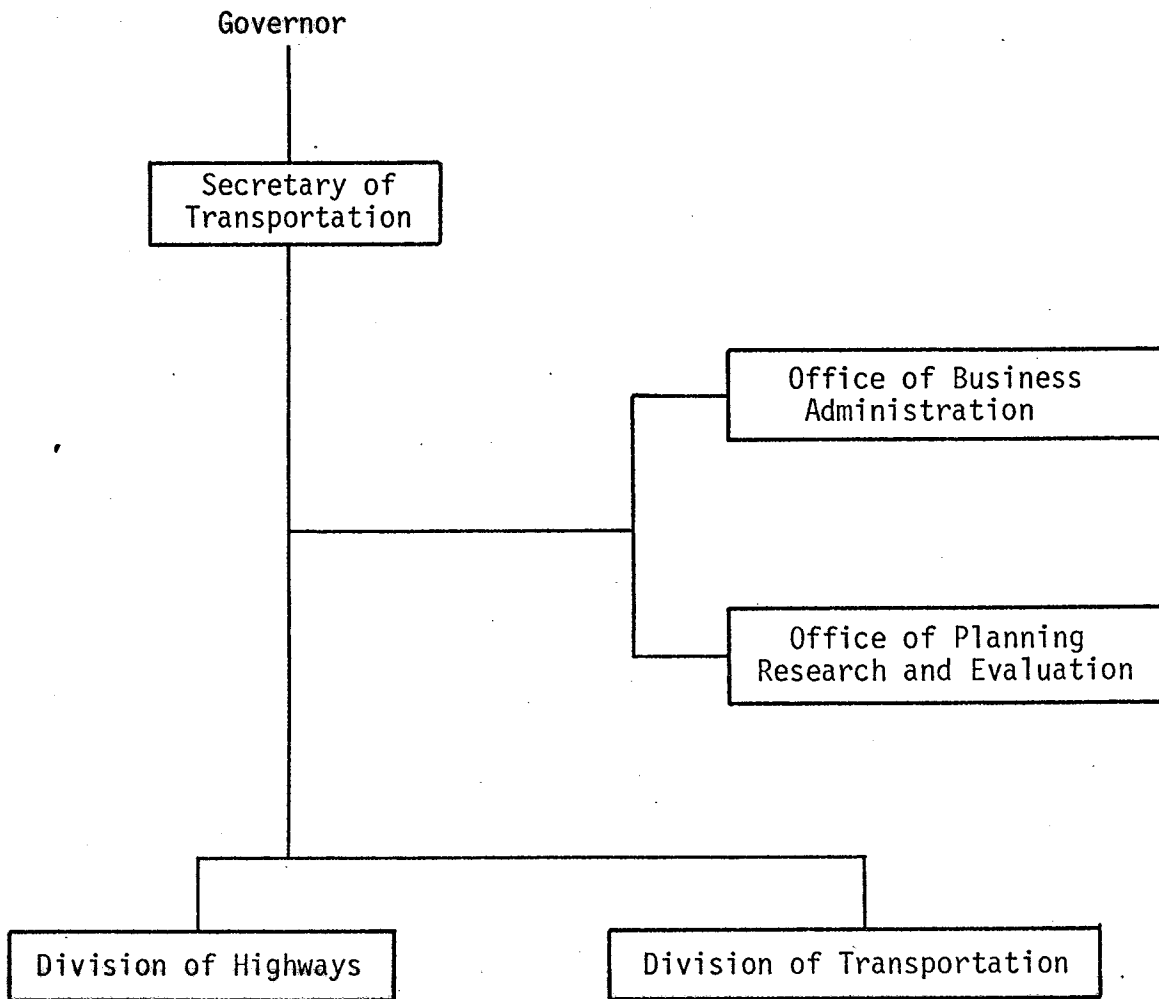 Governor
Secretary of
Transportation
Office of Business
Administration
Office of Planning
Research and Evaluation
Division of Highways
Division of Transportation